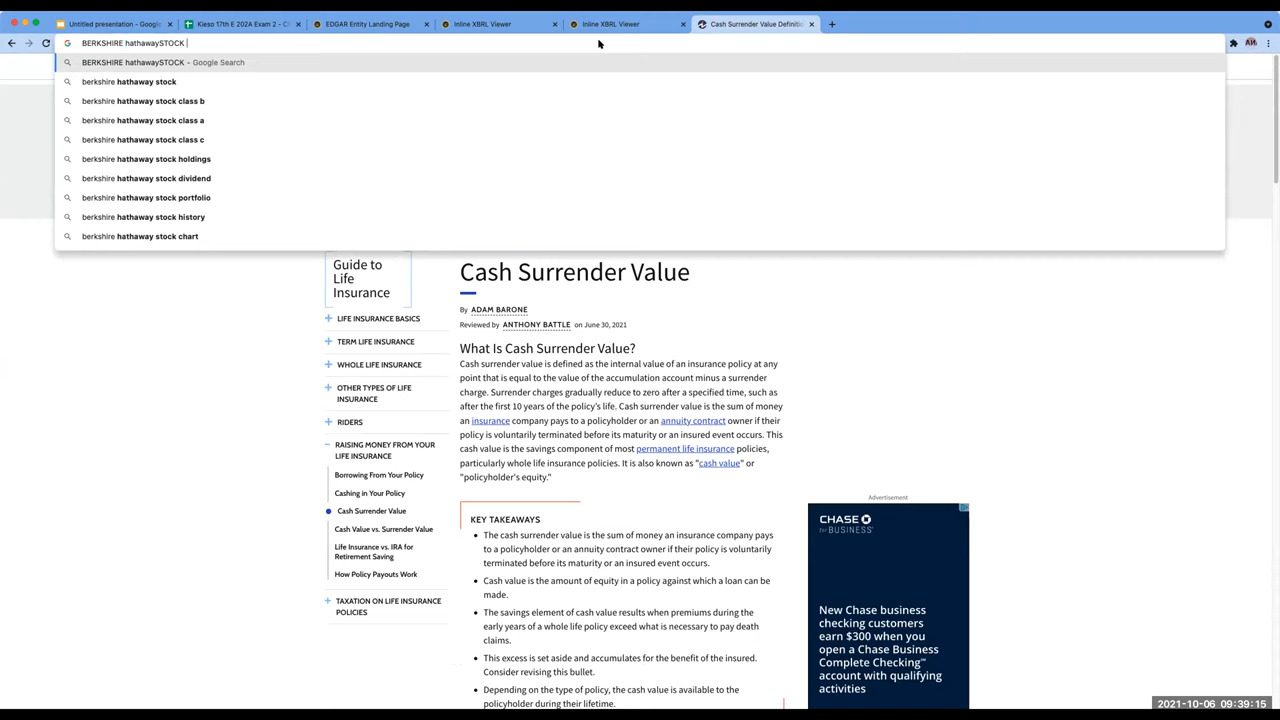 Untitled presentation - Google
Kieso 17th E 202A Exam 2 - C
EDGAR Entity Landing Page
Inline XBRL Viewer
Inline XBRL Viewer
Cash Surrender Value Definiti
BERKSHIRE hathawaySTOCK
BERKSHIRE hathawaySTOCK - Google Search
berkshire hathaway stock
berkshire hathaway stock class b
berkshire hathaway stock class a
berkshire hathaway stock class c
berkshire hathaway stock holdings
berkshire hathaway stock dividend
berkshire hathaway stock portfolio
berkshire hathaway stock history
berkshire hathaway stock chart
Guide to
Life
Insurance
LIFE INSURANCE BASICS
TERM LIFE INSURANCE
WHOLE LIFE INSURANCE
OTHER TYPES OF LIFE
INSURANCE
RIDERS
RAISING MONEY FROM YOUR
LIFE INSURANCE
Borrowing From Your Policy
Cashing in Your Policy
Cash Surrender Value
Cash Value vs. Surrender Value
Life Insurance vs. IRA for
Retirement Saving
How Policy Payouts Work
TAXATION ON LIFE INSURANCE
POLICIES
Cash Surrender Value
By ADAM BARONE
Reviewed by ANTHONY BATTLE on June 30, 2021
What Is Cash Surrender Value?
Cash surrender value is defined as the internal value of an insurance policy at any
point that is equal to the value of the accumulation account minus a surrender
charge. Surrender charges gradually reduce to zero after a specified time, such as
after the first 10 years of the policy's life. Cash surrender value is the sum of money
an insurance company pays to a policyholder or an annuity contract owner if their
policy is voluntarily terminated before its maturity or an insured event occurs. This
cash value is the savings component of most permanent life insurance policies,
particularly whole life insurance policies. It is also known as "cash value" or
"policyholder's equity."
KEY TAKEAWAYS
• The cash surrender value is the sum of money an insurance company pays
to a policyholder or an annuity contract owner if their policy is voluntarily
terminated before its maturity or an insured event occurs.
• Cash value is the amount of equity in a policy against which a loan can be
made.
• The savings element of cash value results when premiums during the
early years of a whole life policy exceed what is necessary to pay death
claims.
• This excess is set aside and accumulates for the benefit of the insured.
Consider revising this bullet.
• Depending on the type of policy, the cash value is available to the
policyholder during their lifetime.
Advertisement
CHASE
for BUSINESS®
New Chase business
checking customers
earn $300 when you
open a Chase Business
Complete Checking℠
account with qualifying
activities
2021-10-06 09:39:15